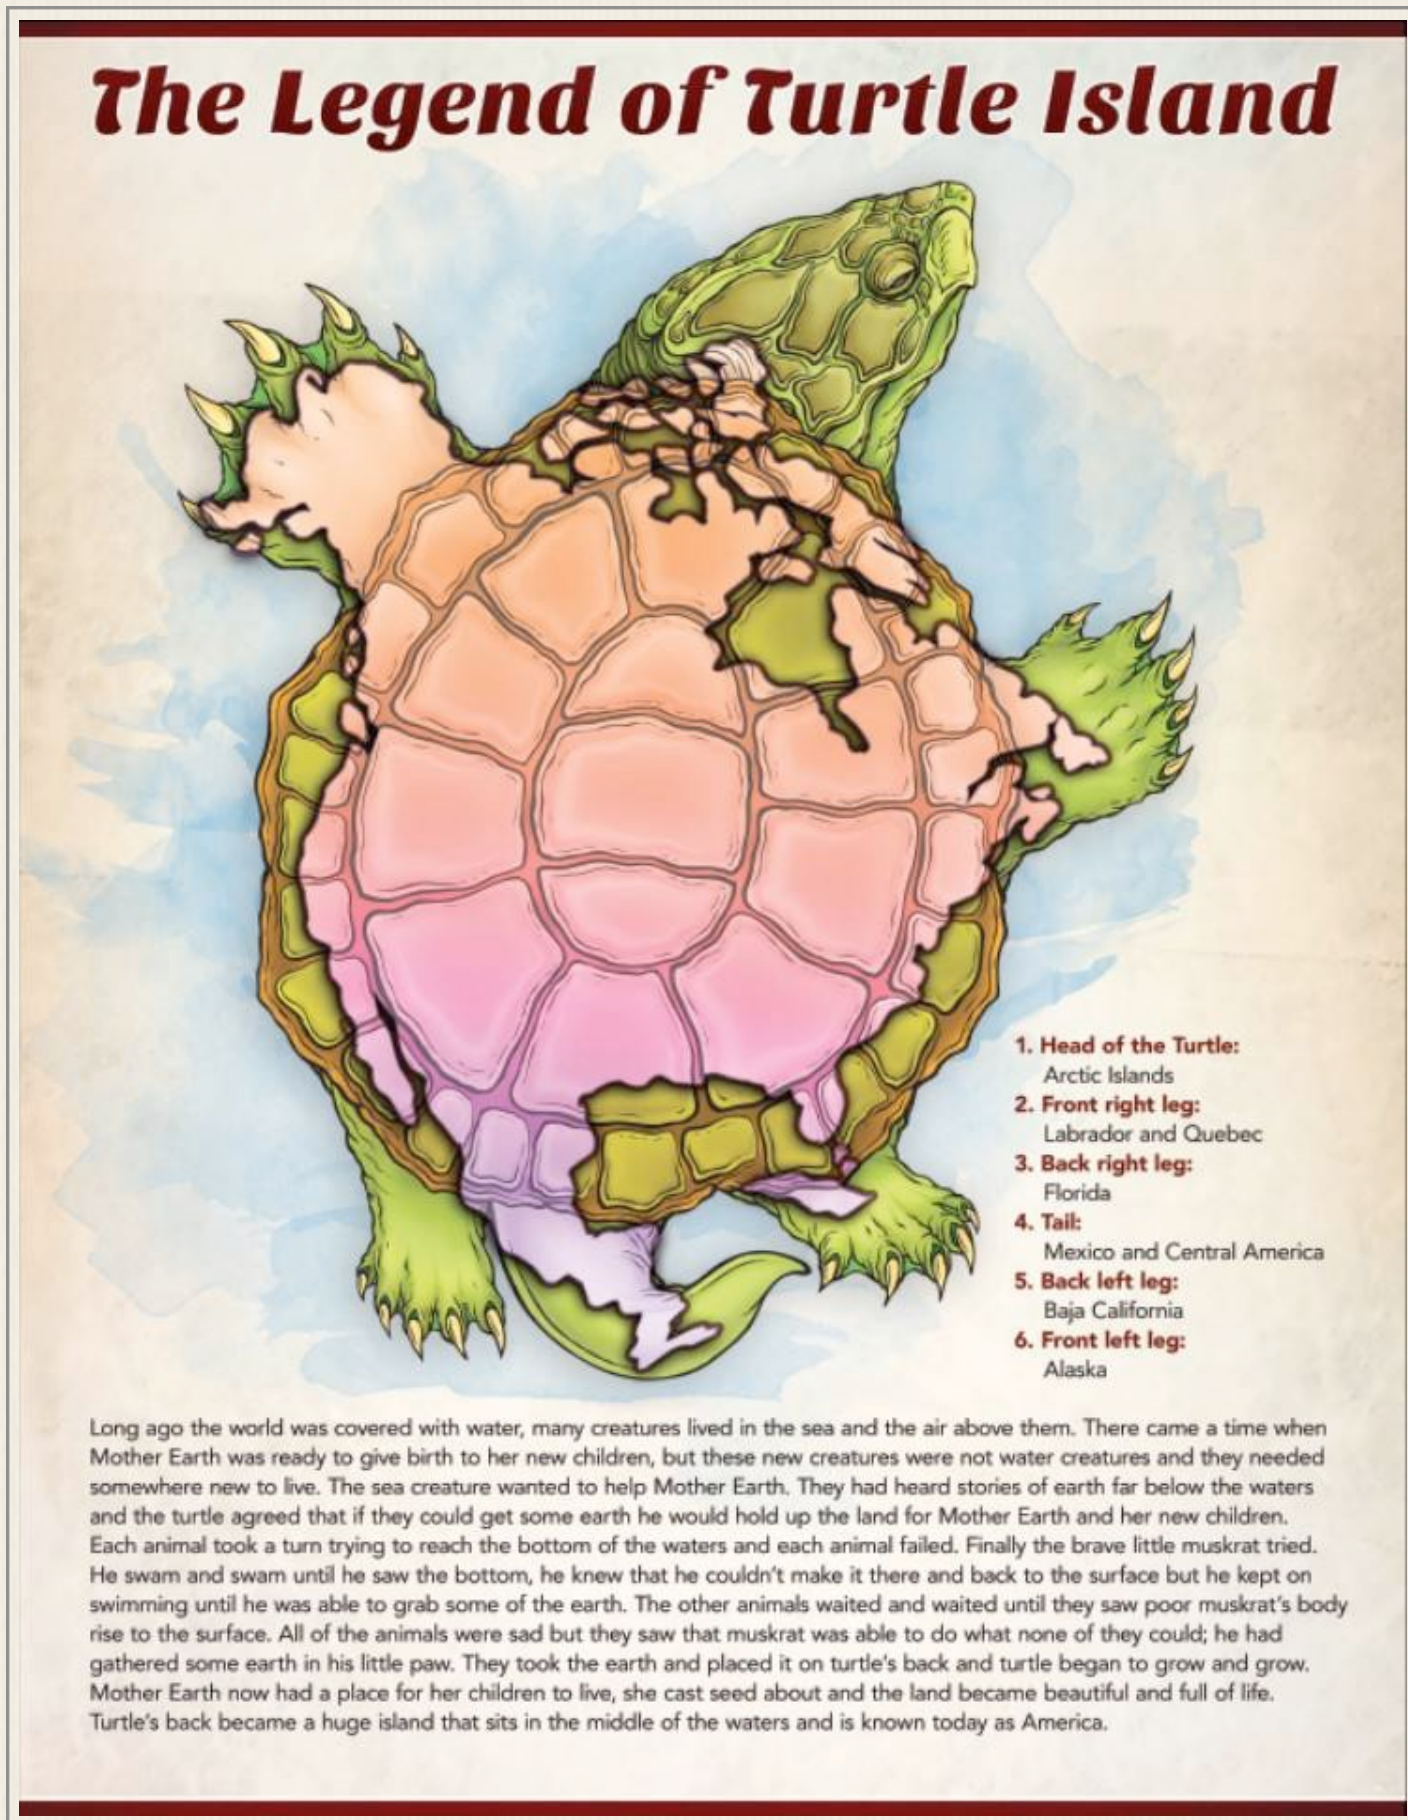 The Legend of Turtle Island
1. Head of the Turtle:
Arctic Islands
2. Front right leg:
Labrador and Quebec
3. Back right leg:
Florida
4. Tail:
Mexico and Central America
5. Back left leg:
Baja California
6. Front left leg:
Alaska
Long ago the world was covered with water, many creatures lived in the sea and the air above them. There came a time when
Mother Earth was ready to give birth to her new children, but these new creatures were not water creatures and they needed
somewhere new to live. The sea creature wanted to help Mother Earth. They had heard stories of earth far below the waters
and the turtle agreed that if they could get some earth he would hold up the land for Mother Earth and her new children.
Each animal took a turn trying to reach the bottom of the waters and each animal failed. Finally the brave little muskrat tried.
He swam and swam until he saw the bottom, he knew that he couldn't make it there and back to the surface but he kept on
swimming until he was able to grab some of the earth. The other animals waited and waited until they saw poor muskrat's body
rise to the surface. All of the animals were sad but they saw that muskrat was able to do what none of they could; he had
gathered some earth in his little paw. They took the earth and placed it on turtle's back and turtle began to grow and grow.
Mother Earth now had a place for her children to live, she cast seed about and the land became beautiful and full of life.
Turtle's back became a huge island that sits in the middle of the waters and is known today as America.